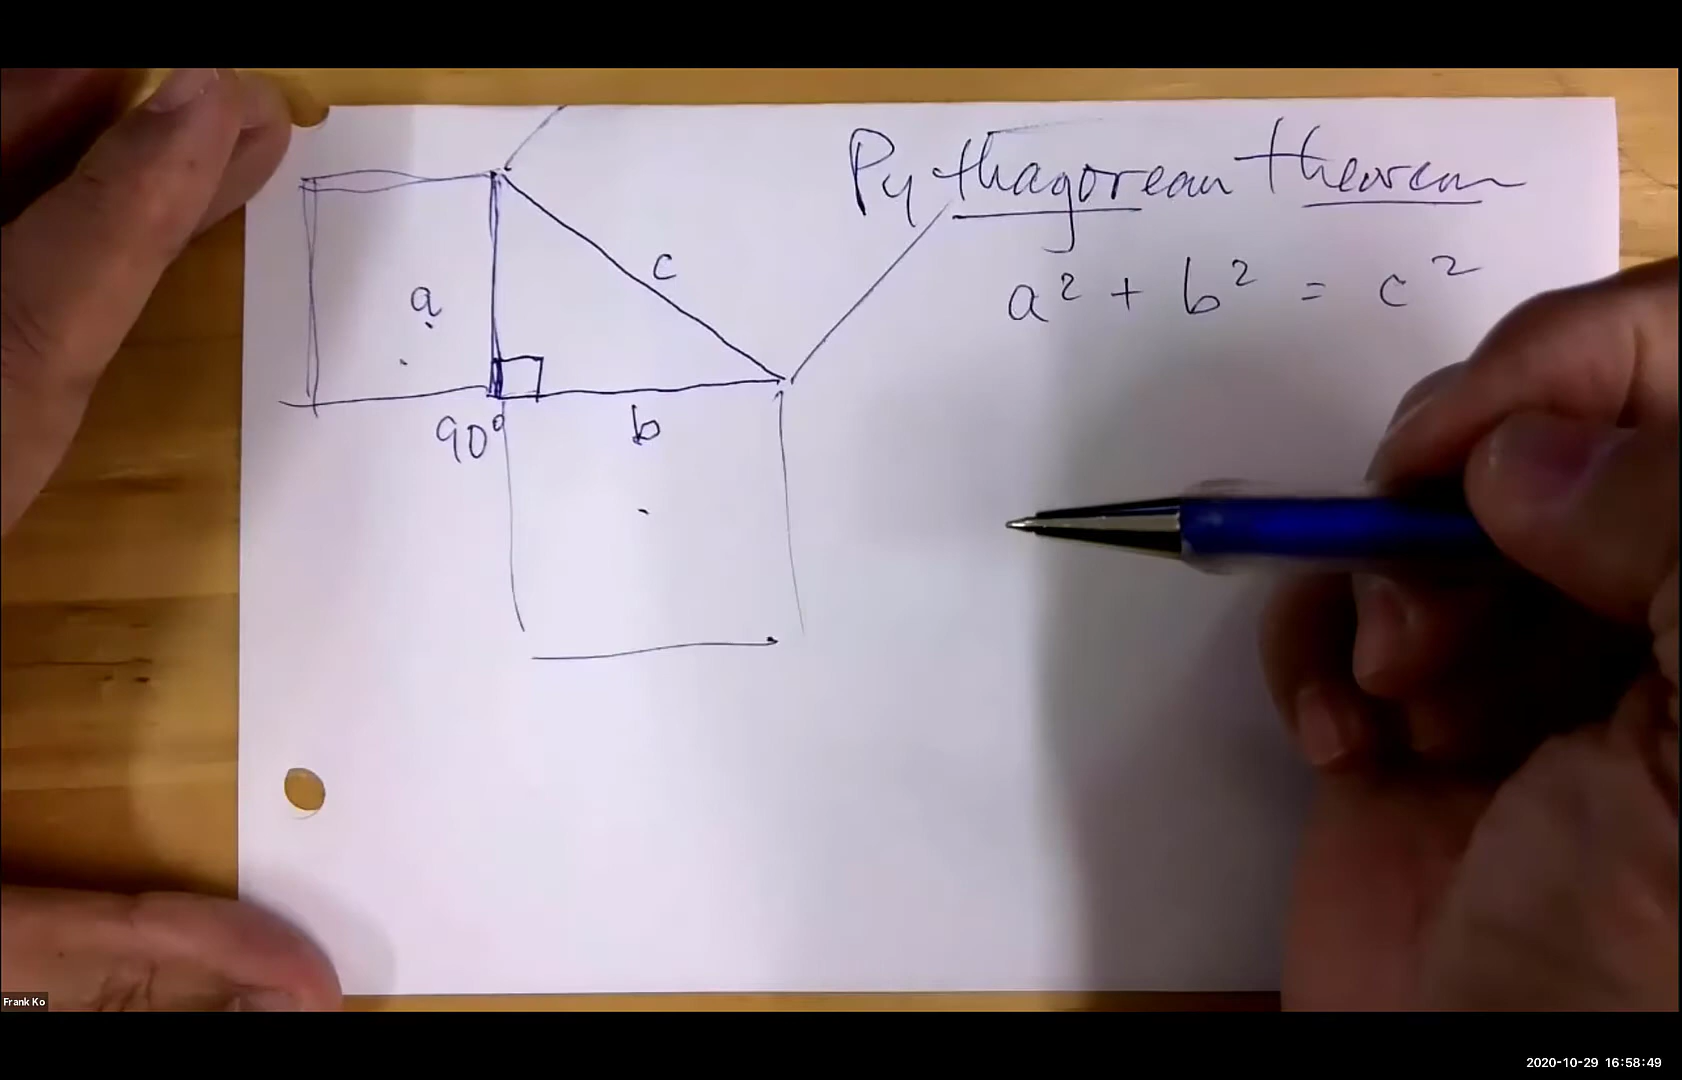 Pythagorean theorem
a² + b² = c²
c
a
90°
b
Frank Ko
2020-10-29 16:58:49